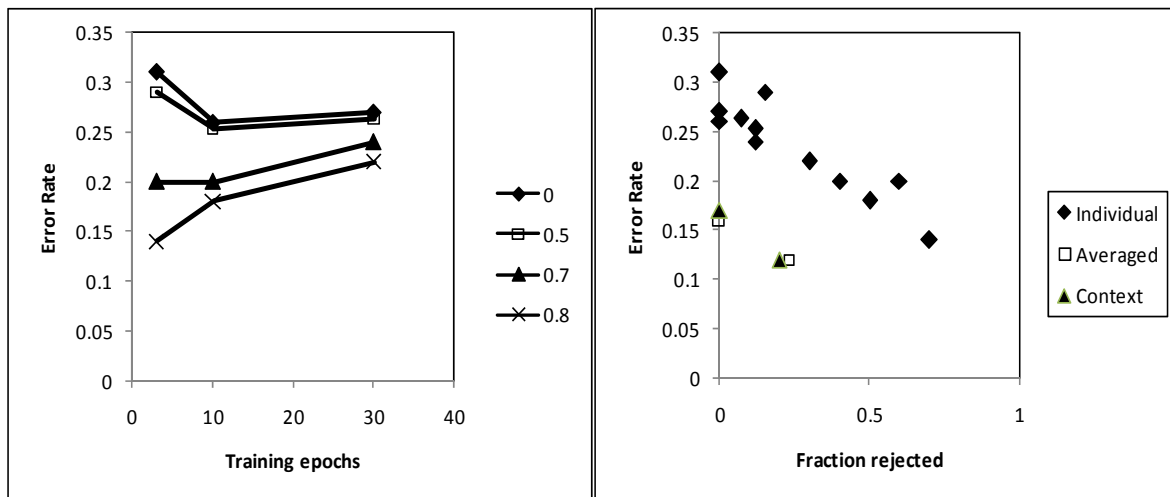 0.35
0.3
0.25
0.2
0.15
0.1
0.05
0
0 10 20 30 40
Error Rate
Training epochs
0
0.5
0.7
0.8
0.35
0.3
0.25
0.2
0.15
0.1
0.05
0
0 0.5 1
Error Rate
Fraction rejected
Individual
Averaged
Context